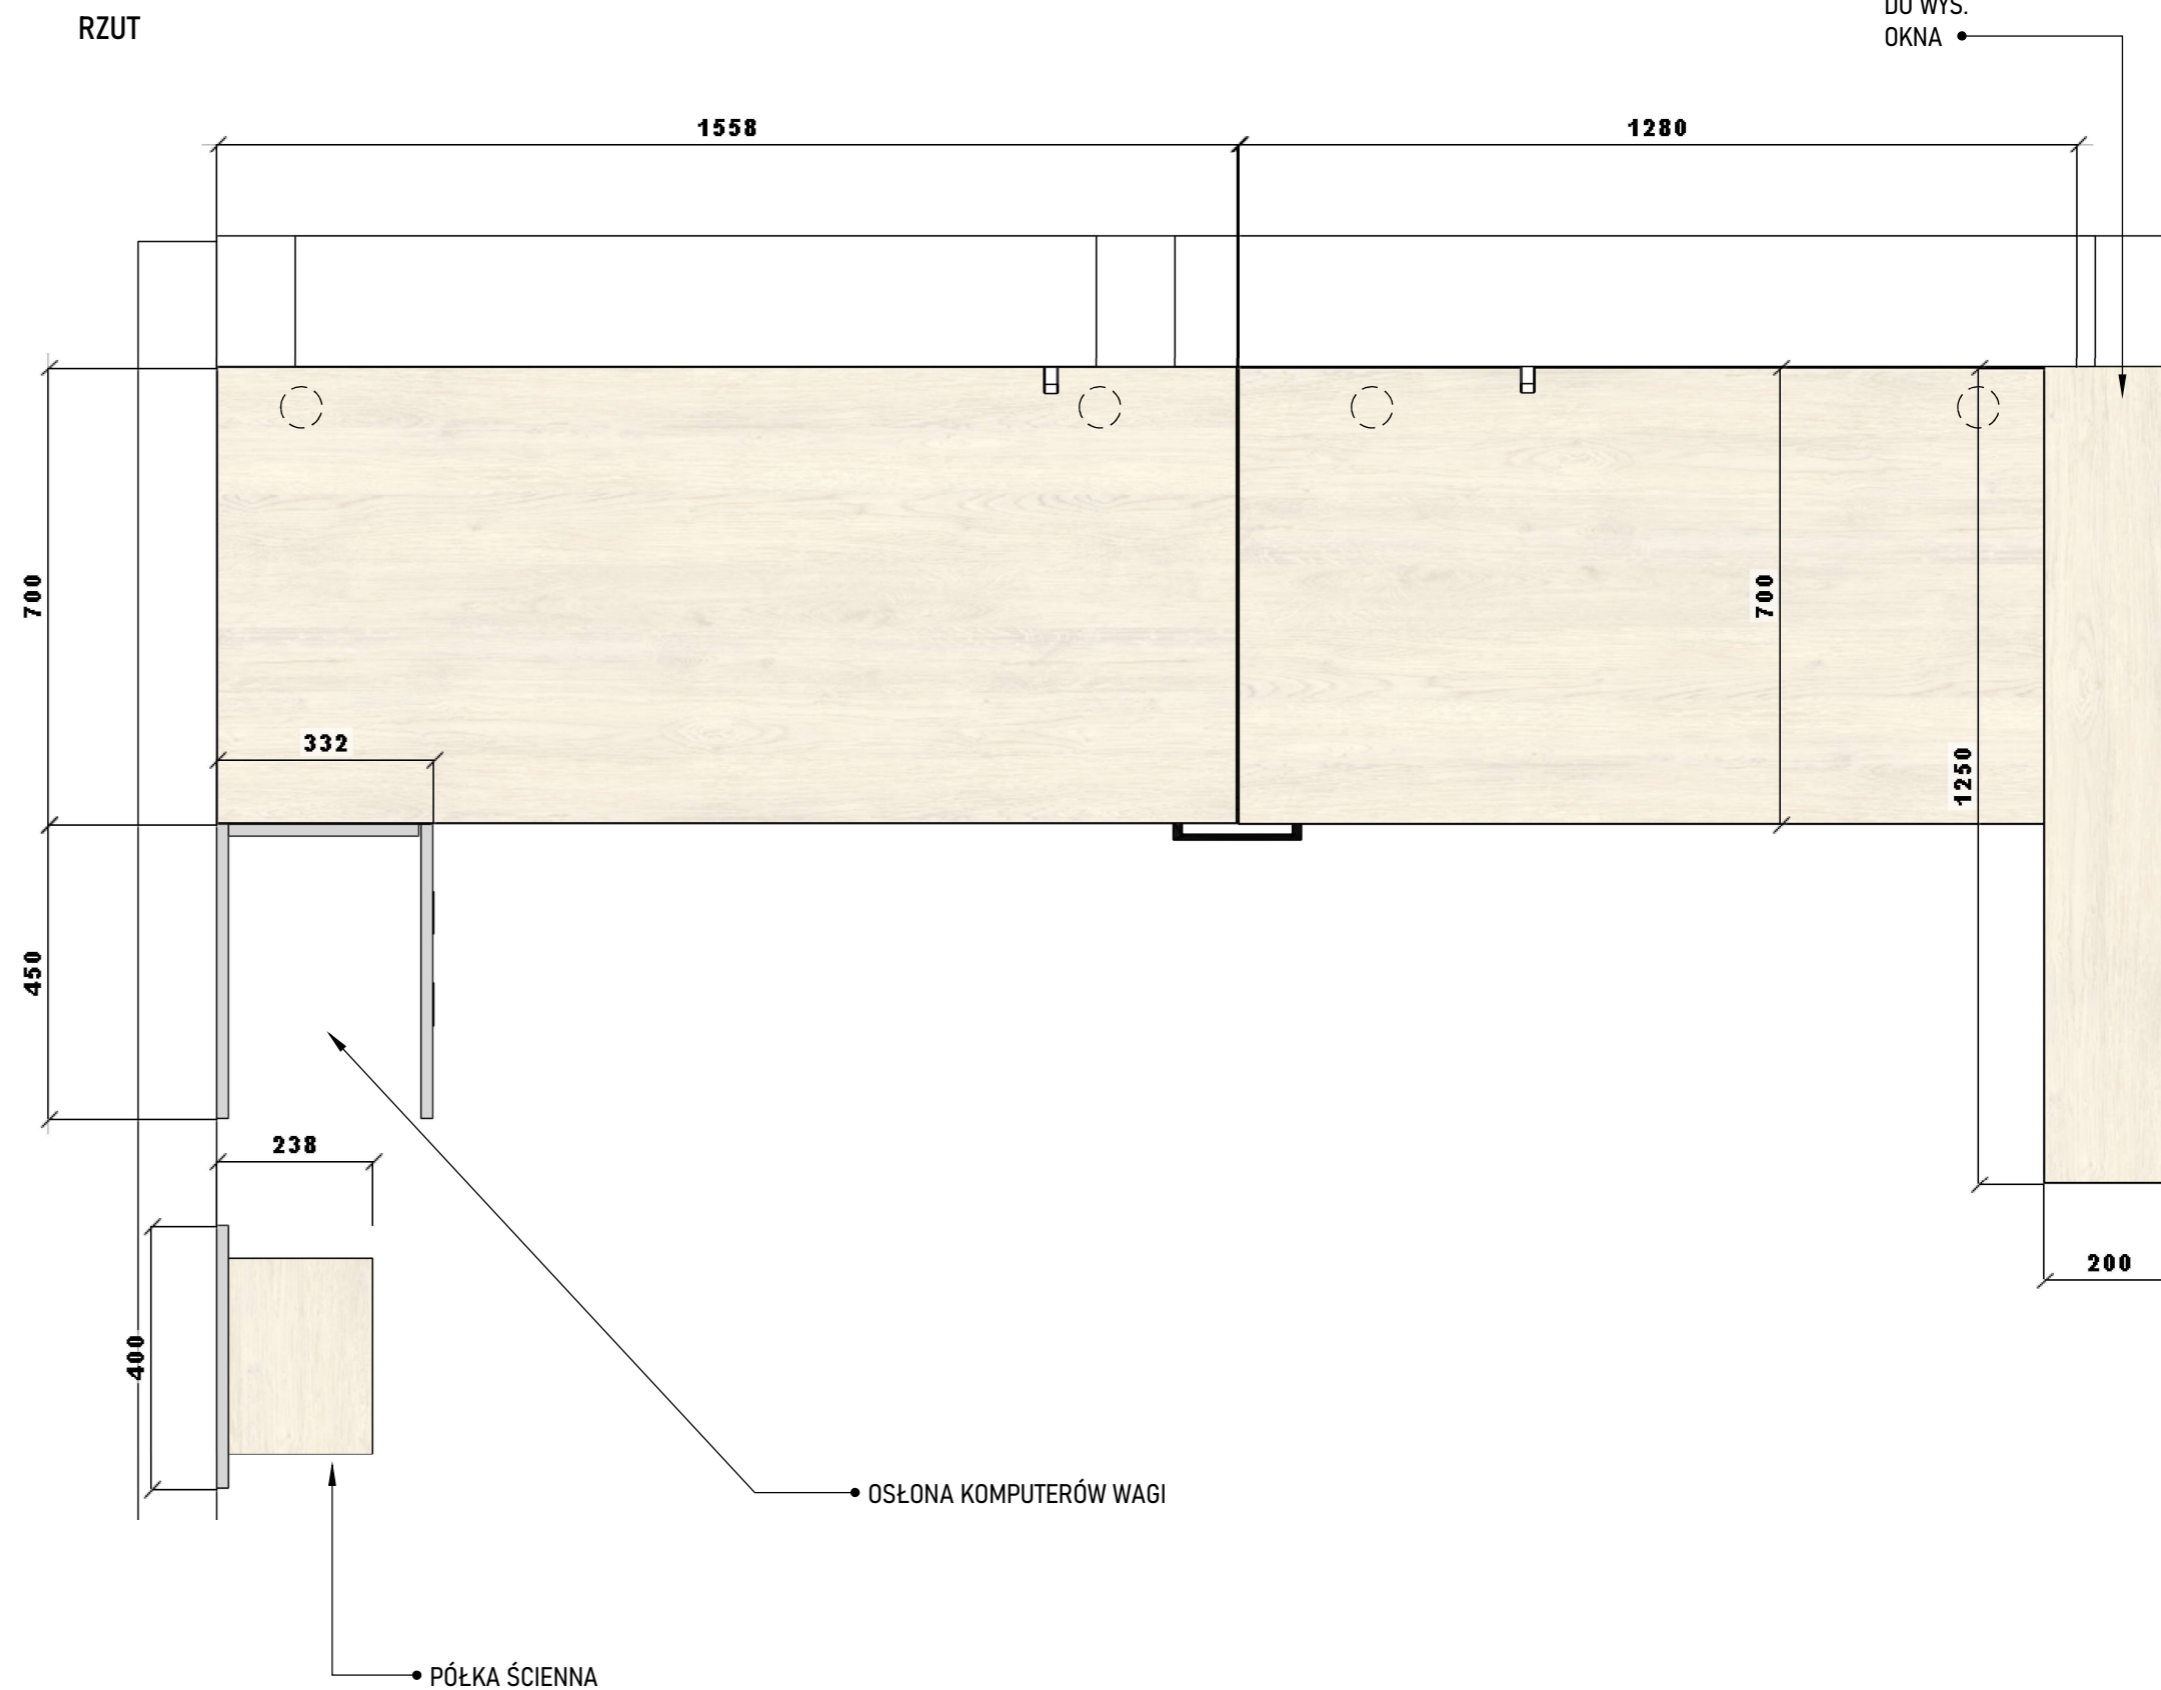 DO WYS.
OKNA
RZUT
1558
1280
700
700
332
1250
450
238
200
400
OSŁONA KOMPUTERÓW WAGI
PÓŁKA ŚCIENNA